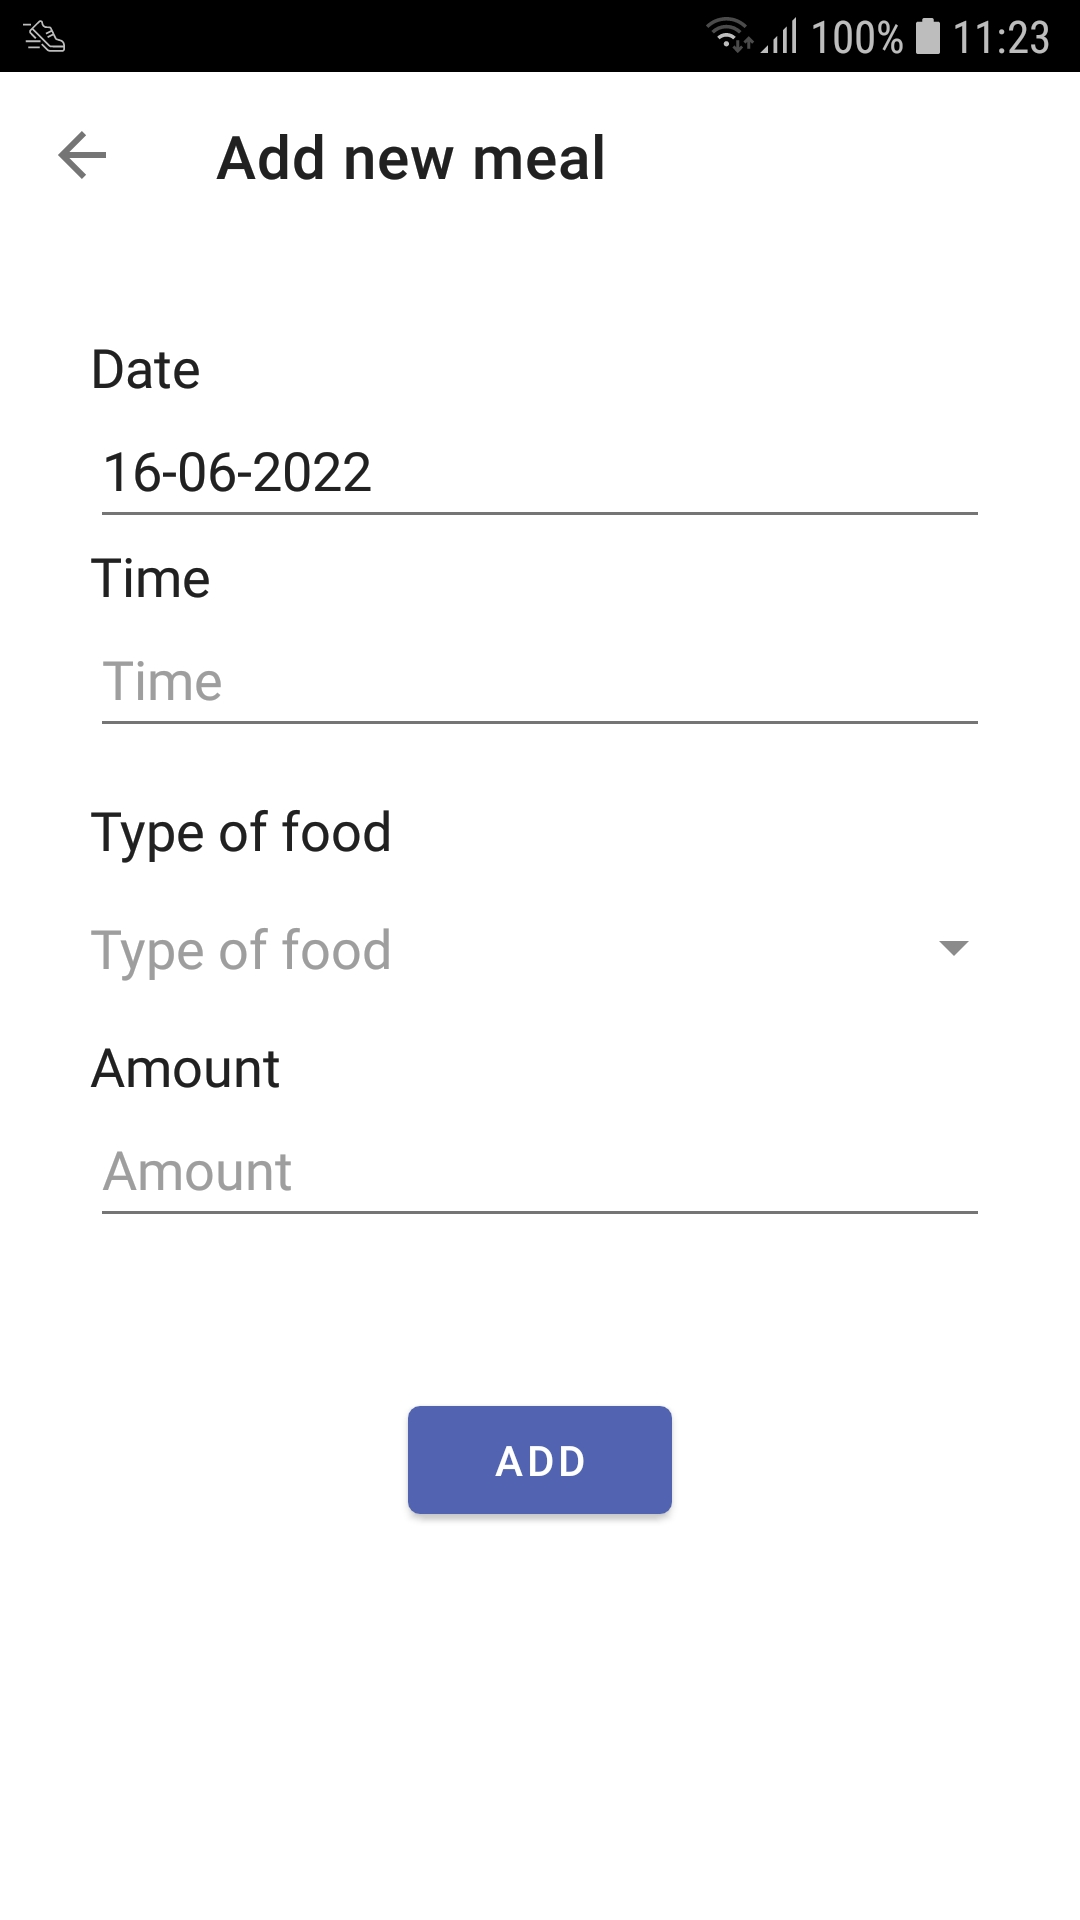 100% 11:23
Add new meal
Date
16-06-2022
Time
Time
Type of food
Type of food
Amount
Amount
ADD